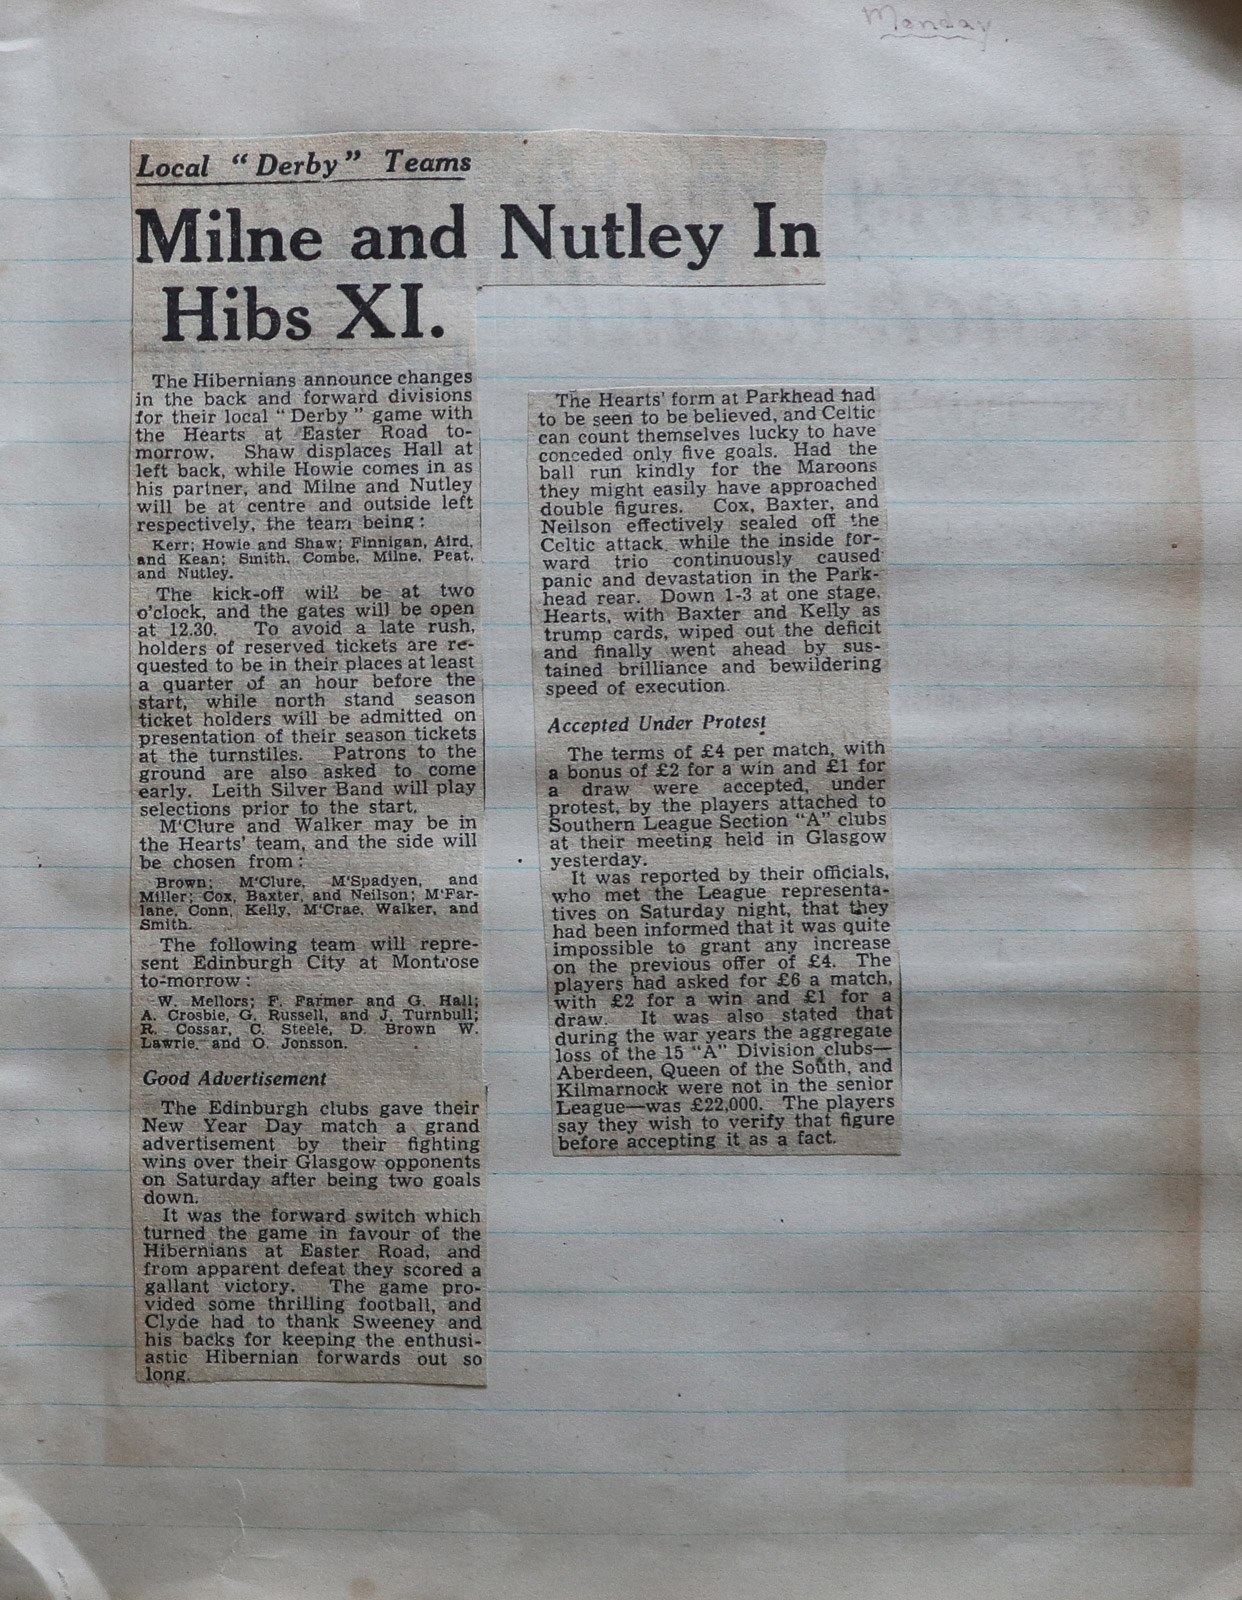 Monday.
Local “Derby” Teams
Milne and Nutley In
Hibs XI.
The Hibernians announce changes
in the back and forward divisions
for their local “Derby” game with
the Hearts at Easter Road to-
morrow. Shaw displaces Hall at
left back, while Howie comes in as
his partner, and Milne and Nutley
will be at centre and outside left
respectively, the team being:
Kerr; Howie and Shaw; Finnigan, Aird,
and Kean; Smith, Combe, Milne, Peat,
and Nutley.
The kick-off will be at two
o’clock, and the gates will be open
at 12.30. To avoid a late rush,
holders of reserved tickets are re-
quested to be in their places at least
a quarter of an hour before the
start, while north stand season
ticket holders will be admitted on
presentation of their season tickets
at the turnstiles. Patrons to the
ground are also asked to come
early. Leith Silver Band will play
selections prior to the start.
M‘Clure and Walker may be in
the Hearts’ team, and the side will
be chosen from:
Brown; M‘Clure, M‘Spadyen, and
Miller; Cox, Baxter, and Neilson; M‘Far-
lane, Conn, Kelly, M‘Crae, Walker, and
Smith.
The following team will repre-
sent Edinburgh City at Montrose
to-morrow:
W. Mellors; F. Farmer and G. Hall;
A. Crosbie, G. Russell, and J. Turnbull;
R. Cossar, C. Steele, D. Brown W.
Lawrie, and O. Jonsson.
Good Advertisement
The Edinburgh clubs gave their
New Year Day match a grand
advertisement by their fighting
wins over their Glasgow opponents
on Saturday after being two goals
down.
It was the forward switch which
turned the game in favour of the
Hibernians at Easter Road, and
from apparent defeat they scored a
gallant victory. The game pro-
vided some thrilling football, and
Clyde had to thank Sweeney and
his backs for keeping the enthusi-
astic Hibernian forwards out so
long.
The Hearts’ form at Parkhead had
to be seen to be believed, and Celtic
can count themselves lucky to have
conceded only five goals. Had the
ball run kindly for the Maroons
they might easily have approached
double figures. Cox, Baxter, and
Neilson effectively sealed off the
Celtic attack, while the inside for-
ward trio continuously caused
panic and devastation in the Park-
head rear. Down 1-3 at one stage,
Hearts, with Baxter and Kelly as
trump cards, wiped out the deficit
and finally went ahead by sus-
tained brilliance and bewildering
speed of execution.
Accepted Under Protest
The terms of £4 per match, with
a bonus of £2 for a win and £1 for
a draw were accepted, under
protest, by the players attached to
Southern League Section “A” clubs
at their meeting held in Glasgow
yesterday.
It was reported by their officials,
who met the League representa-
tives on Saturday night, that they
had been informed that it was quite
impossible to grant any increase
on the previous offer of £4. The
players had asked for £6 a match,
with £2 for a win and £1 for a
draw. It was also stated that
during the war years the aggregate
loss of the 15 “A” Division clubs—
Aberdeen, Queen of the South, and
Kilmarnock were not in the senior
League—was £22,000. The players
say they wish to verify that figure
before accepting it as a fact.